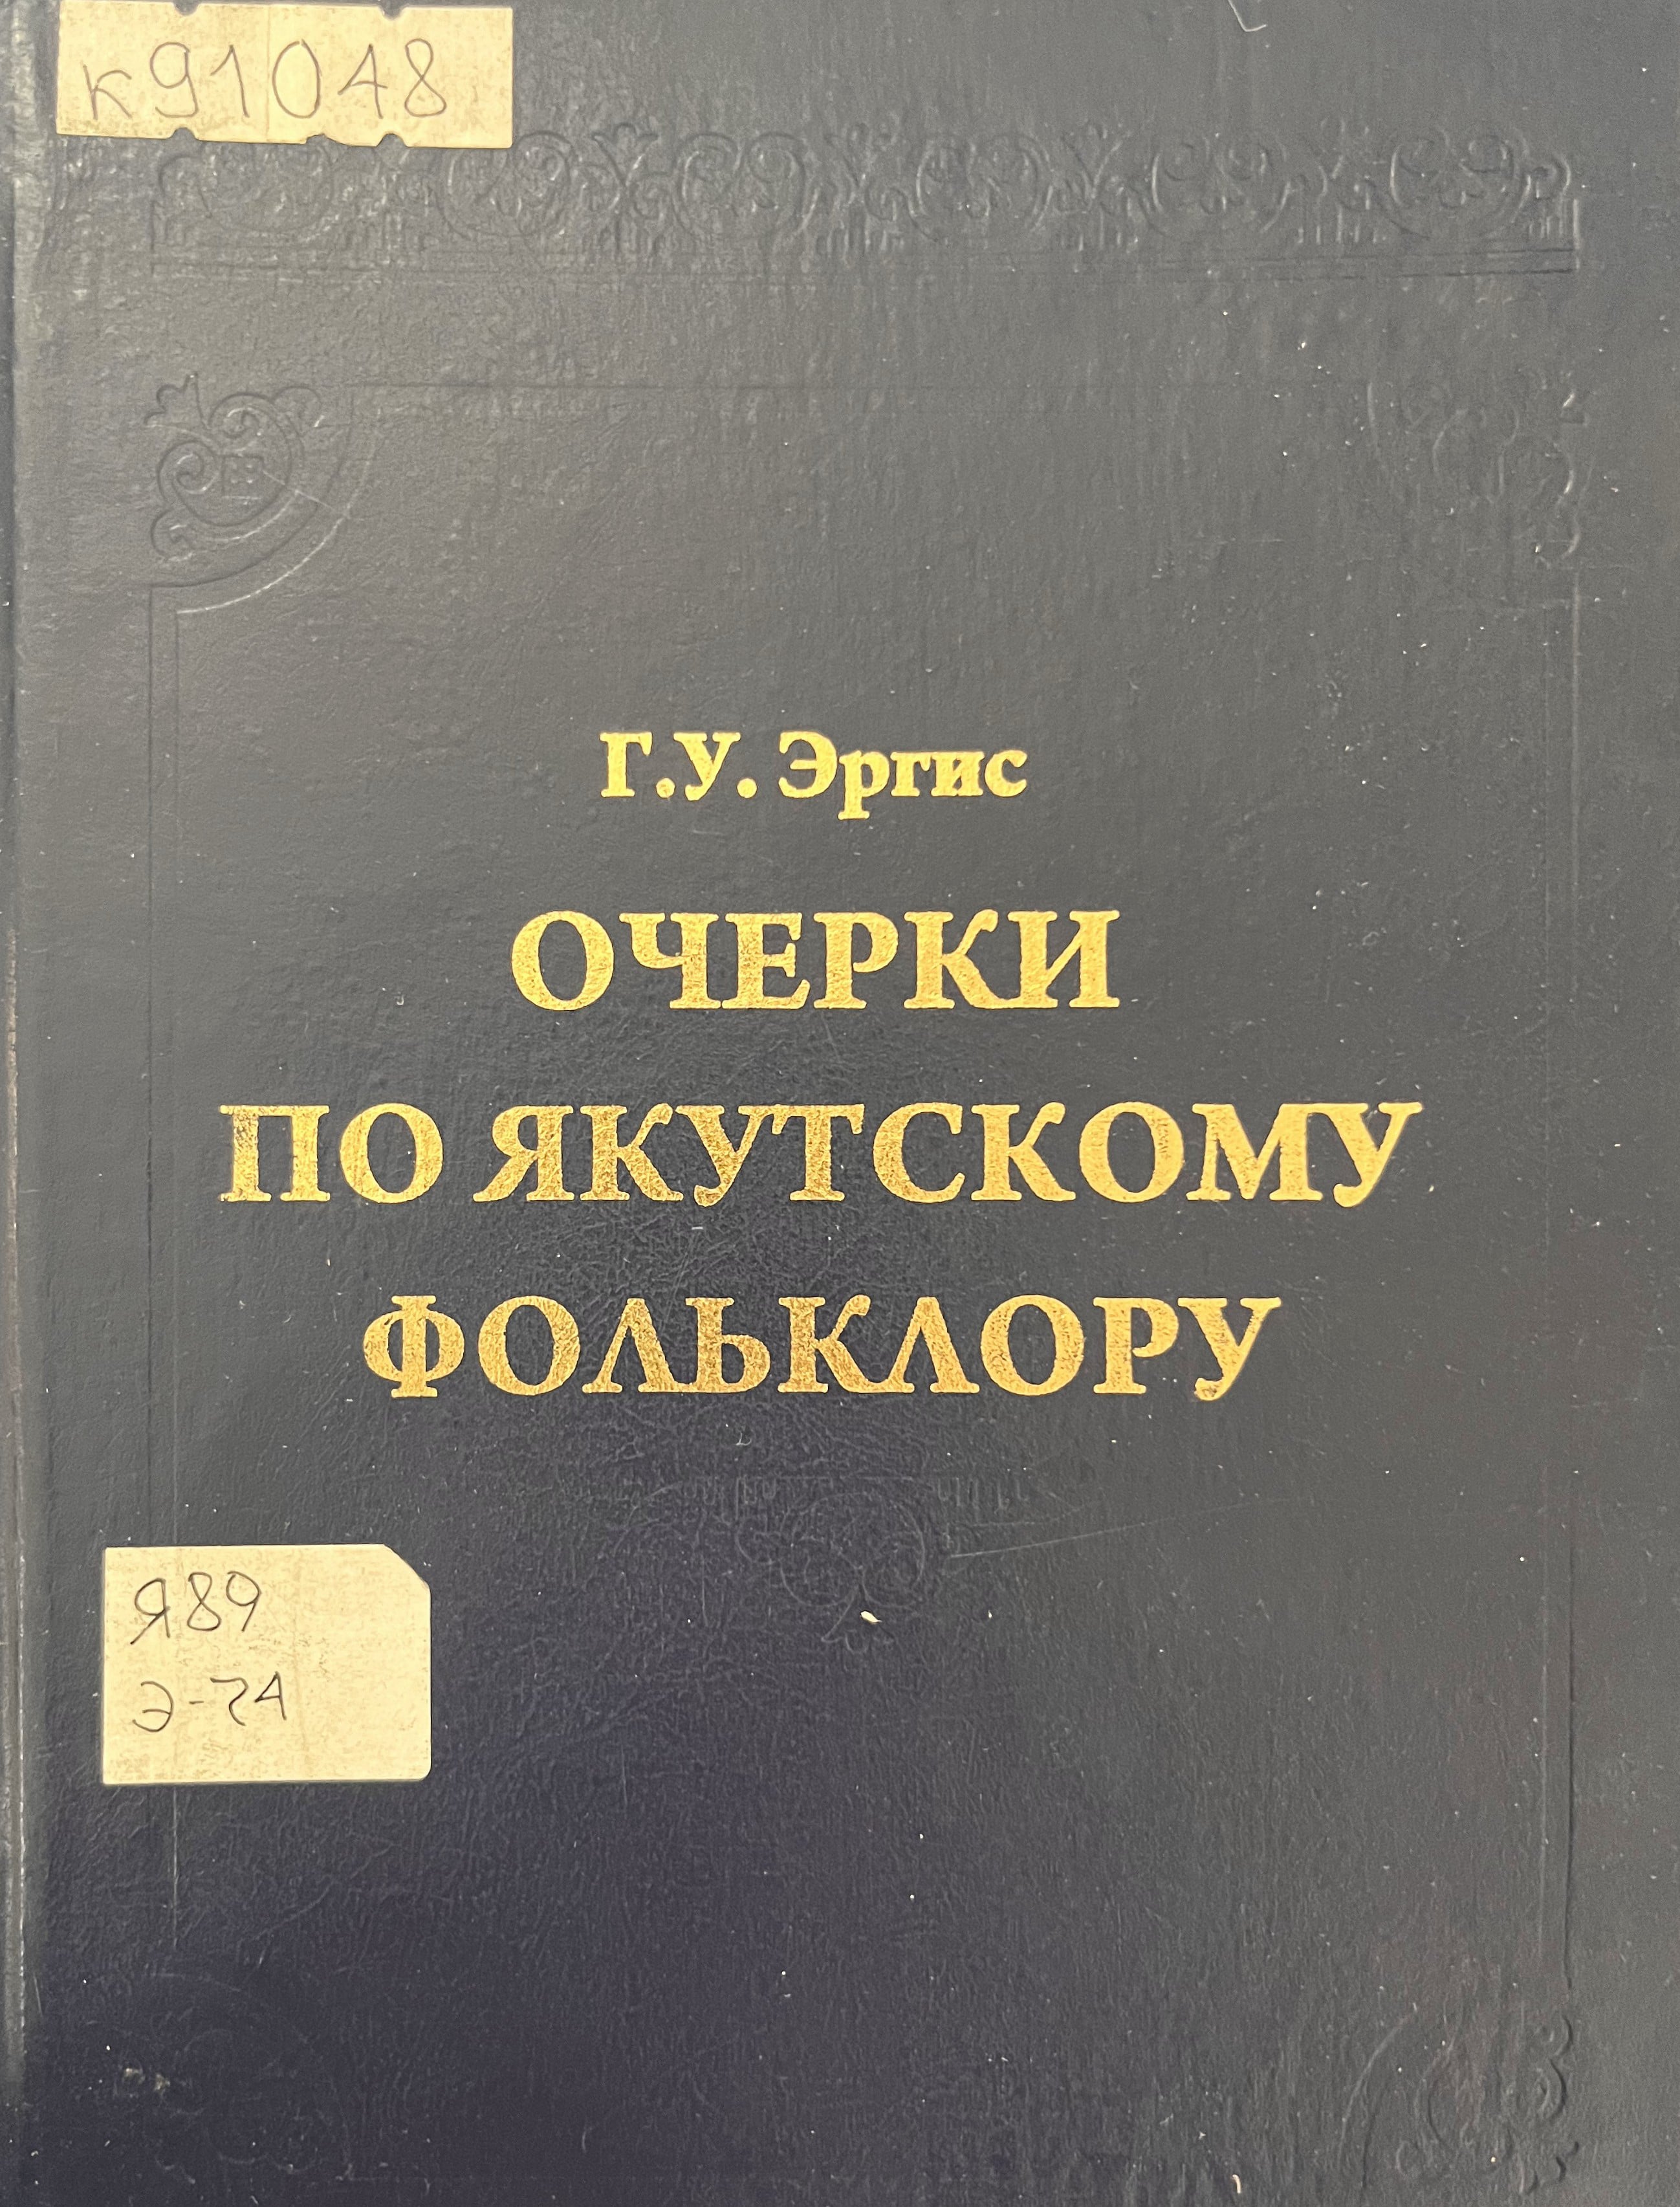 к91048
Г.У. Эргис
ОЧЕРКИ
ПО ЯКУТСКОМУ
ФОЛЬКЛОРУ
Я89
Э-74